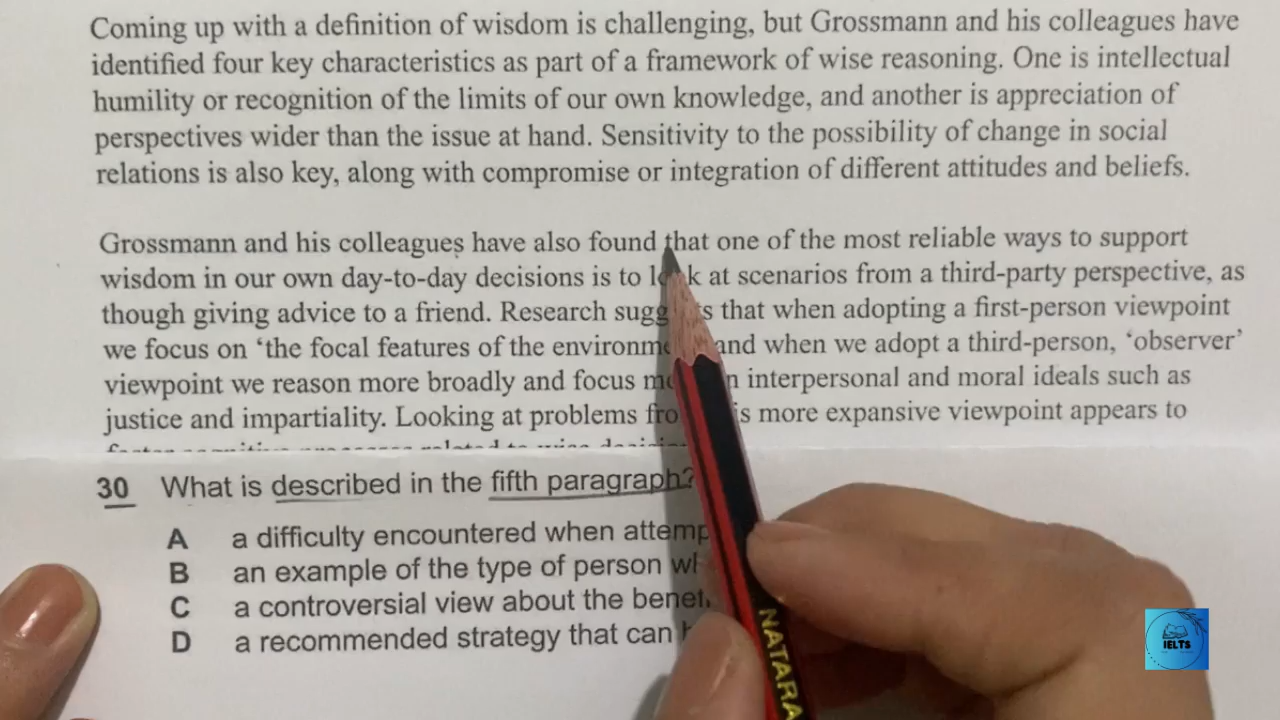 Coming up with a definition of wisdom is challenging, but Grossmann and his colleagues have
identified four key characteristics as part of a framework of wise reasoning. One is intellectual
humility or recognition of the limits of our own knowledge, and another is appreciation of
perspectives wider than the issue at hand. Sensitivity to the possibility of change in social
relations is also key, along with compromise or integration of different attitudes and beliefs.
Grossmann and his colleagues have also found that one of the most reliable ways to support
wisdom in our own day-to-day decisions is to look at scenarios from a third-party perspective, as
though giving advice to a friend. Research suggests that when adopting a first-person viewpoint
we focus on ‘the focal features of the environme and when we adopt a third-person, ‘observer’
viewpoint we reason more broadly and focus interpersonal and moral ideals such as
justice and impartiality. Looking at problems more expansive viewpoint appears to
30 What is described in the fifth paragraph?
A a difficulty encountered when
B an example of the type of person
C a controversial view about the
D a recommended strategy that can
NATARA
IELTS